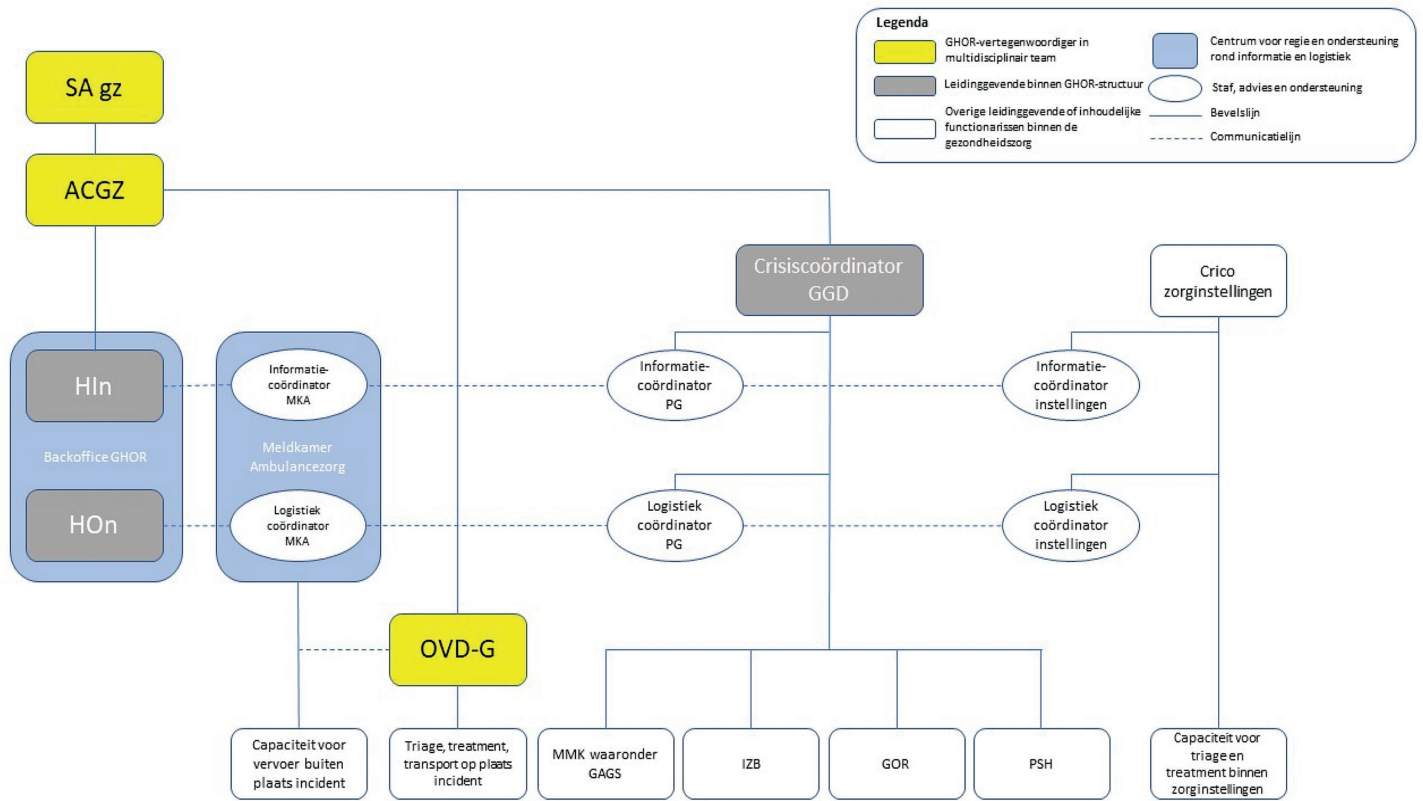 Legenda
GHOR-vertegenwoordiger in
multidisciplinair team
Leidinggevende binnen GHOR-structuur
Overige leidinggevende of inhoudelijke
functionarissen binnen de
gezondheidszorg
Centrum voor regie en ondersteuning
rond informatie en logistiek
Staf, advies en ondersteuning
Bevelslijn
Communicatielijn
SA gz
ACGZ
Crisiscoördinator
GGD
Crico
zorginstellingen
HIn
Informatie-
coördinator
MKA
Informatie-
coördinator
PG
Informatie-
coördinator
instellingen
Backoffice GHOR
Meldkamer
Ambulancezorg
HOn
Logistiek
coördinator
MKA
Logistiek
coördinator
PG
Logistiek
coördinator
instellingen
OVD-G
Capaciteit voor
vervoer buiten
plaats incident
Triage, treatment,
transport op plaats
incident
MMK waaronder
GAGS
IZB
GOR
PSH
Capaciteit voor
triage en
treatment binnen
zorginstellingen